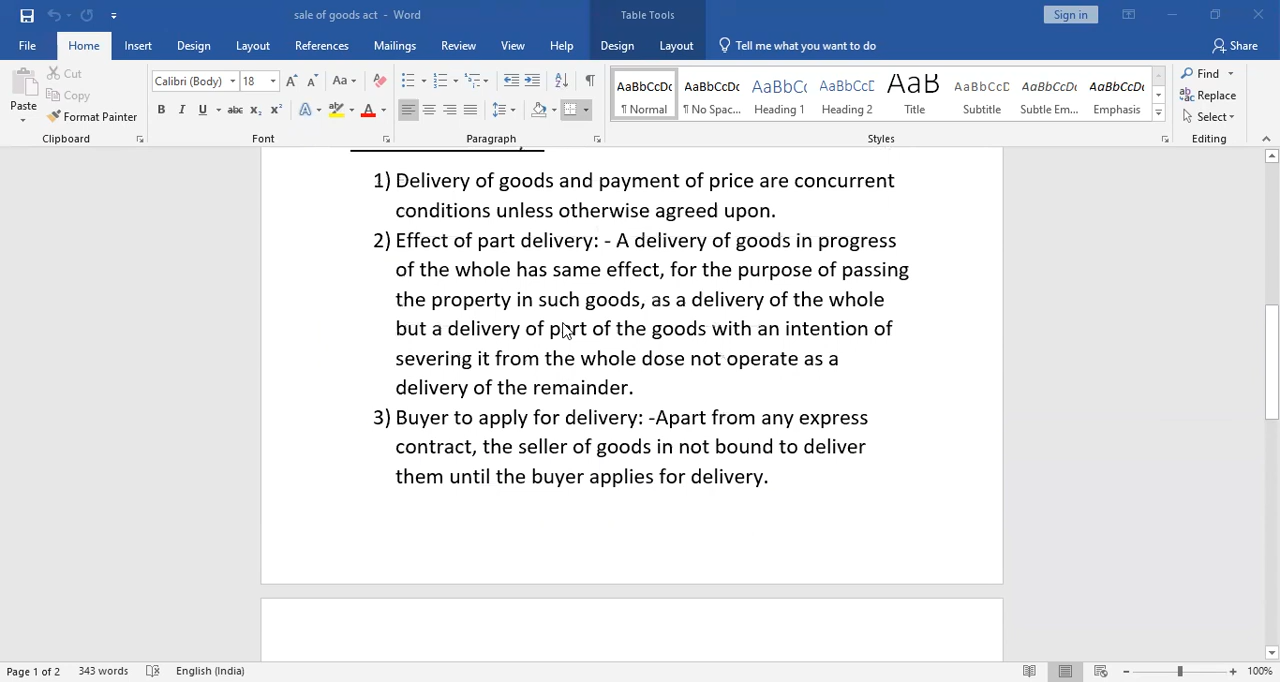 sale of goods act - Word
Table Tools
Sign in
File Home Insert Design Layout References Mailings Review View Help Design Layout Tell me what you want to do Share
Paste
Cut
Copy
Format Painter
Calibri (Body) 18
Clipboard
Font
Paragraph
AaBbCcDc AaBbCcDc AaBbCc AaBbCcD AaB AaBbCcD AaBbCcDc AaBbCcDc
¶ Normal ¶ No Spac... Heading 1 Heading 2 Title Subtitle Subtle Em... Emphasis
Styles
Find
Replace
Select
Editing
1) Delivery of goods and payment of price are concurrent
conditions unless otherwise agreed upon.
2) Effect of part delivery: - A delivery of goods in progress
of the whole has same effect, for the purpose of passing
the property in such goods, as a delivery of the whole
but a delivery of part of the goods with an intention of
severing it from the whole dose not operate as a
delivery of the remainder.
3) Buyer to apply for delivery: -Apart from any express
contract, the seller of goods in not bound to deliver
them until the buyer applies for delivery.
Page 1 of 2 343 words English (India) 100%